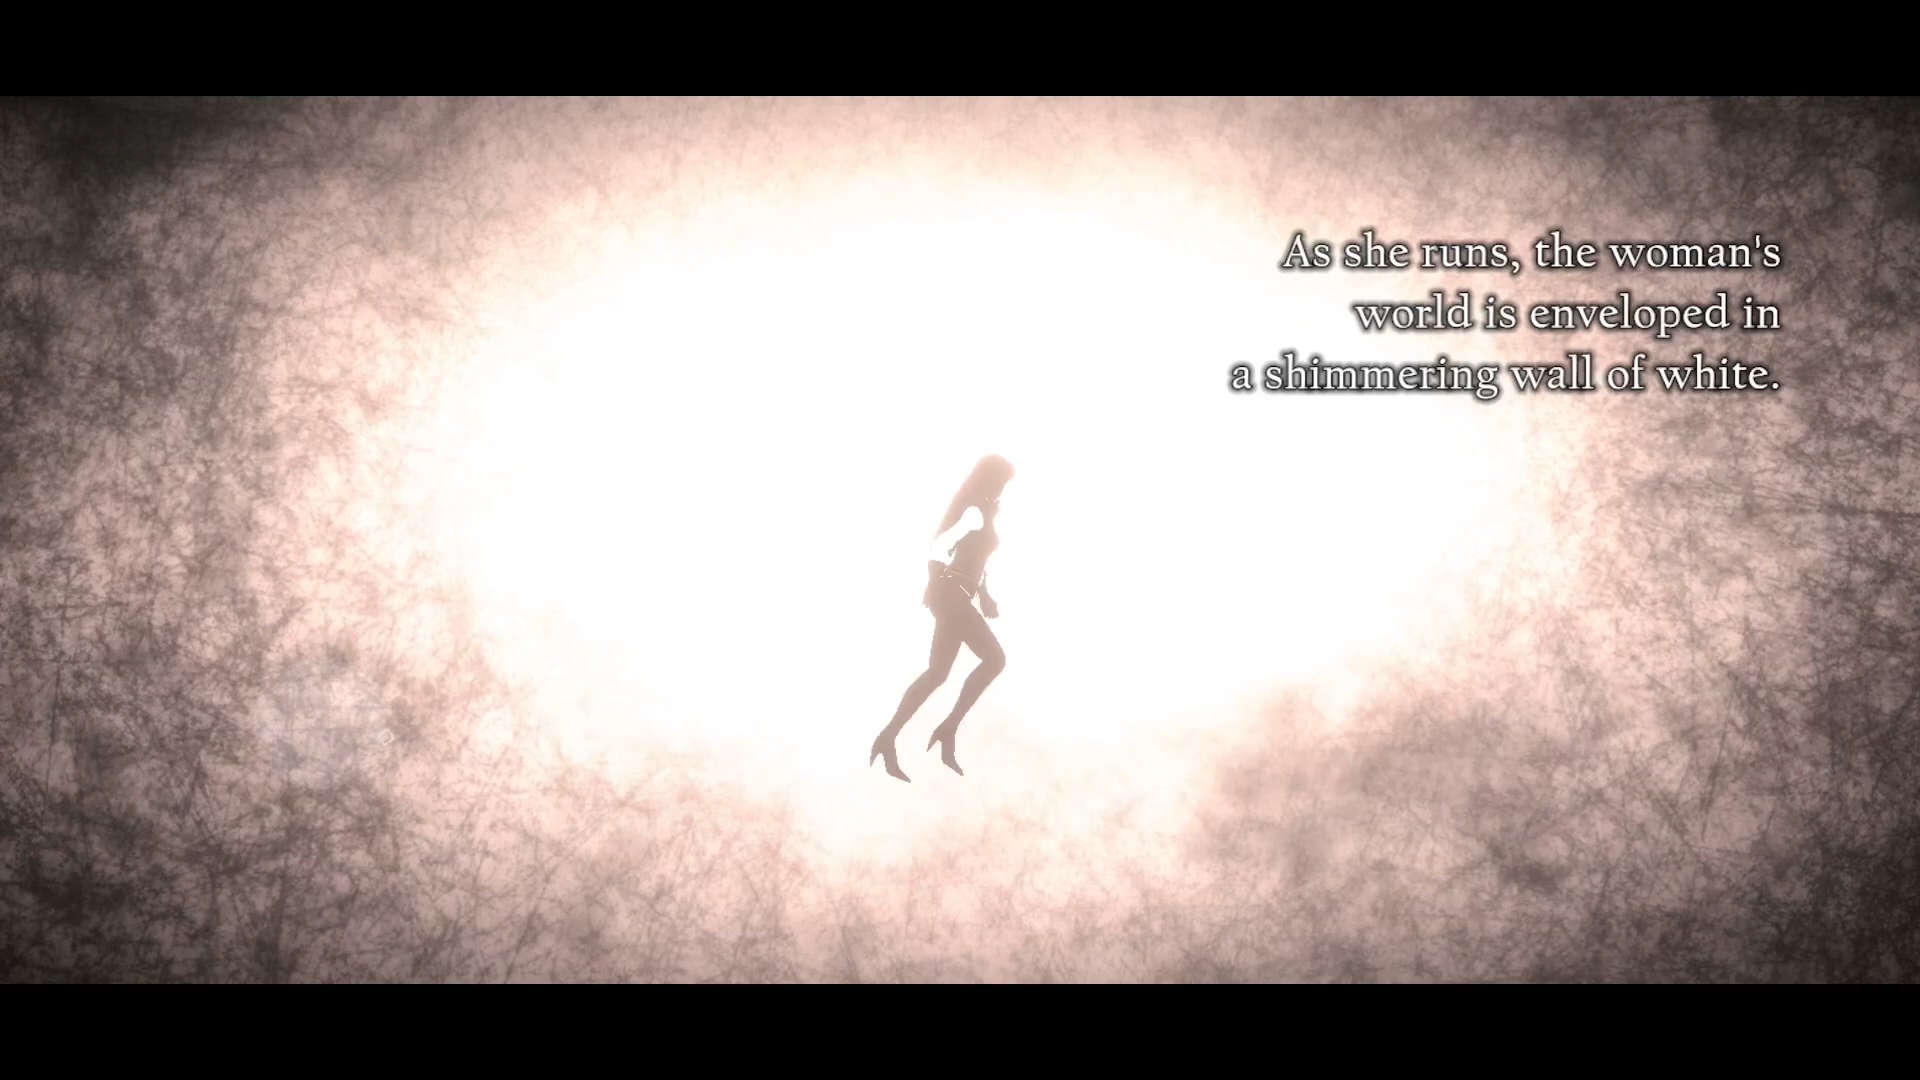 As she runs, the woman's
world is enveloped in
a shimmering wall of white.